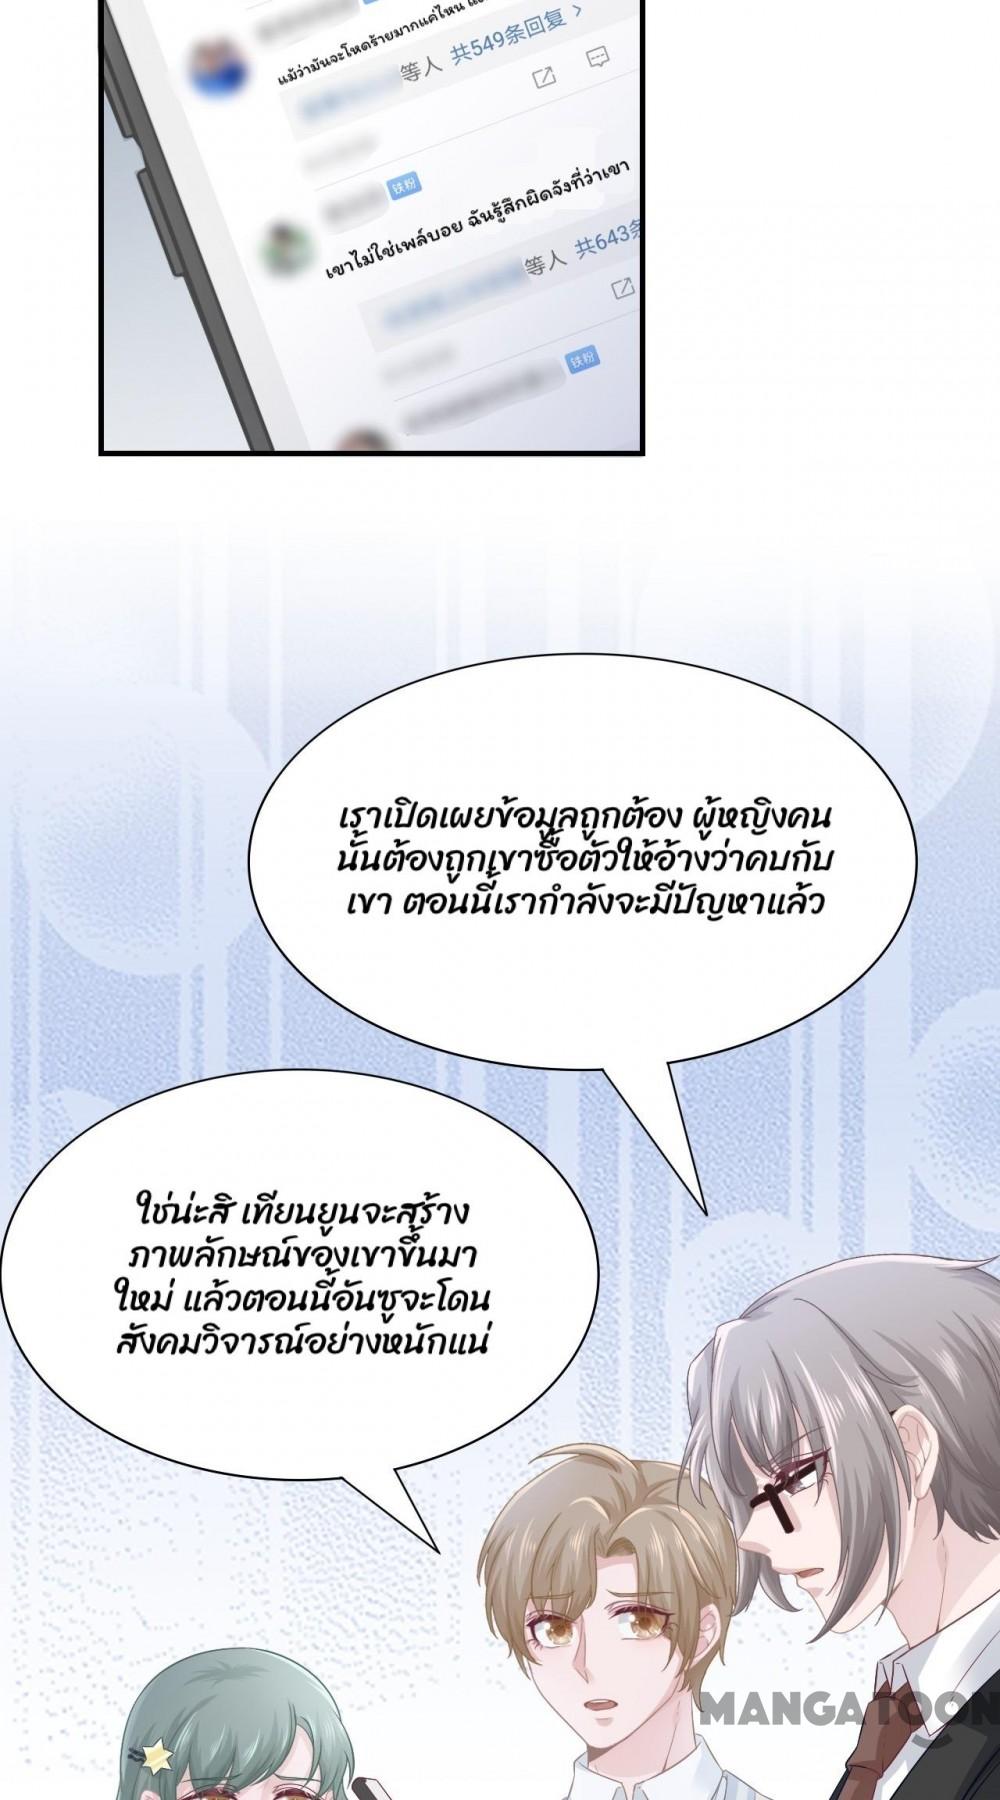 แม้ว่ามันจะโหดร้ายมากแค่ไหน
等人 共549条回复 >
铁粉
เขาไม่ใช่เพล์บอย ฉันรู้สึกผิดจังที่ว่าเขา
等人 共643条
铁粉
เราเปิดเผยข้อมูลถูกต้อง ผู้หญิงคน
นั้นต้องถูกเขาซื้อตัวให้อ้างว่าคบกับ
เขา ตอนนี้เรากำลังจะมีปัญหาแล้ว
ใช่น่ะสิ เทียนยูนจะสร้าง
ภาพลักษณ์ของเขาขึ้นมา
ใหม่ แล้วตอนนี้อันซูจะโดน
สังคมวิจารณ์อย่างหนักแน่
MANGATOON